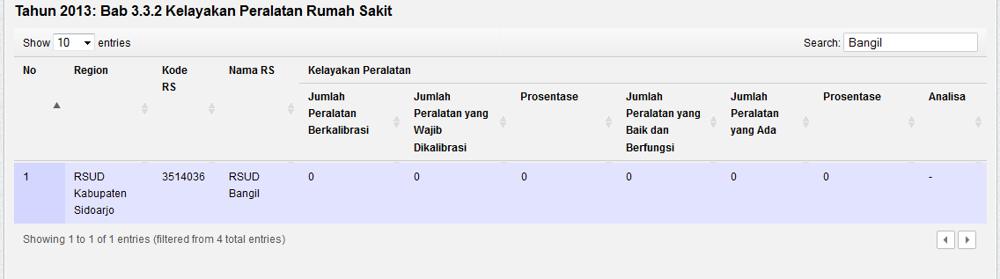 Tahun 2013: Bab 3.3.2 Kelayakan Peralatan Rumah Sakit
Show 10 entries Search: Bangil
No Region Kode RS Nama RS Kelayakan Peralatan
Jumlah Peralatan Berkalibrasi Jumlah Peralatan yang Wajib Dikalibrasi Prosentase Jumlah Peralatan yang Baik dan Berfungsi Jumlah Peralatan yang Ada Prosentase Analisa
1 RSUD Kabupaten Sidoarjo 3514036 RSUD Bangil 0 0 0 0 0 0 -
Showing 1 to 1 of 1 entries (filtered from 4 total entries)